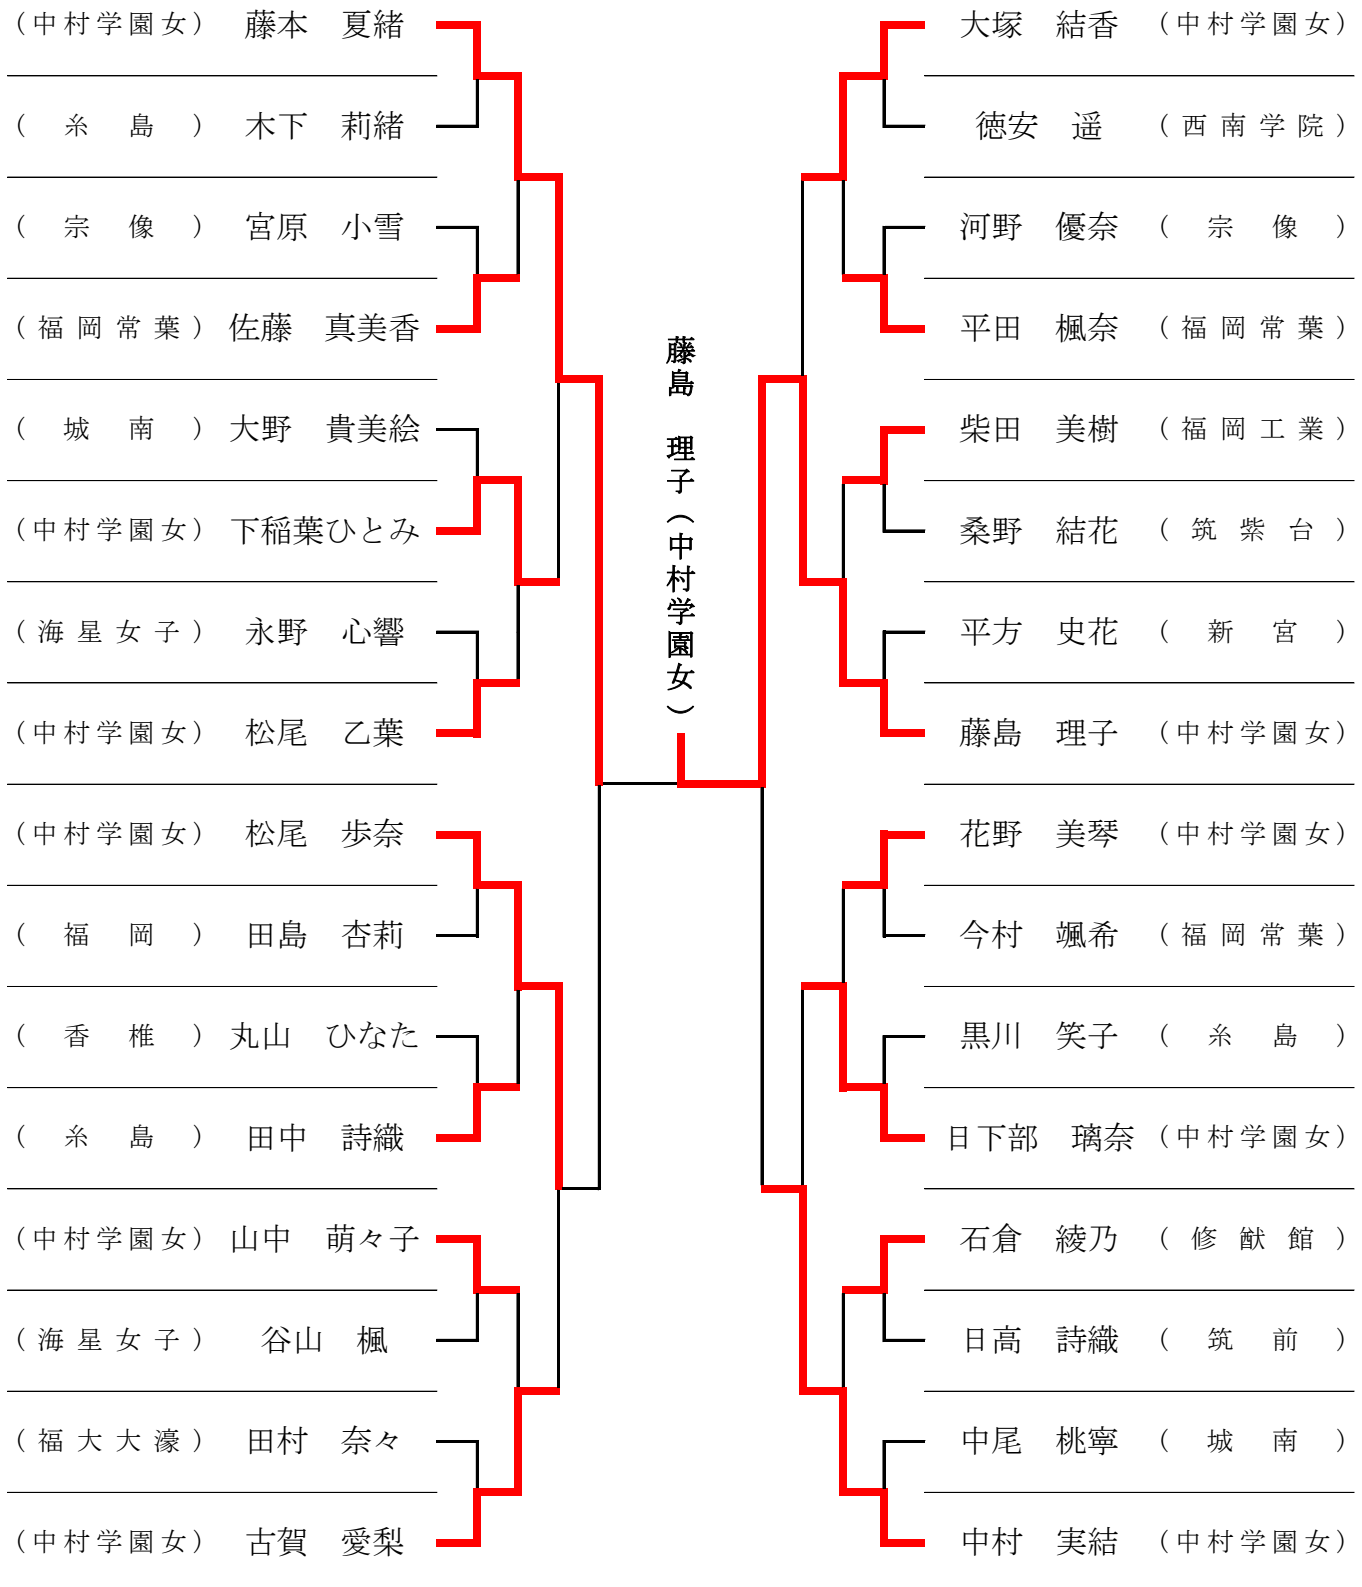 (中村学園女) 藤本 夏緒
(糸島) 木下 莉緒
(宗像) 宮原 小雪
(福岡常葉) 佐藤 真美香
(城南) 大野 貴美絵
(中村学園女) 下稲葉ひとみ
(海星女子) 永野 心響
(中村学園女) 松尾 乙葉
(中村学園女) 松尾 歩奈
(福岡) 田島 杏莉
(香椎) 丸山 ひなた
(糸島) 田中 詩織
(中村学園女) 山中 萌々子
(海星女子) 谷山 楓
(福大大濠) 田村 奈々
(中村学園女) 古賀 愛梨
藤島 理子(中村学園女)
大塚 結香 (中村学園女)
徳安 遥 (西南学院)
河野 優奈 (宗像)
平田 楓奈 (福岡常葉)
柴田 美樹 (福岡工業)
桑野 結花 (筑紫台)
平方 史花 (新宮)
藤島 理子 (中村学園女)
花野 美琴 (中村学園女)
今村 颯希 (福岡常葉)
黒川 笑子 (糸島)
日下部 璃奈 (中村学園女)
石倉 綾乃 (修猷館)
日高 詩織 (筑前)
中尾 桃寧 (城南)
中村 実結 (中村学園女)